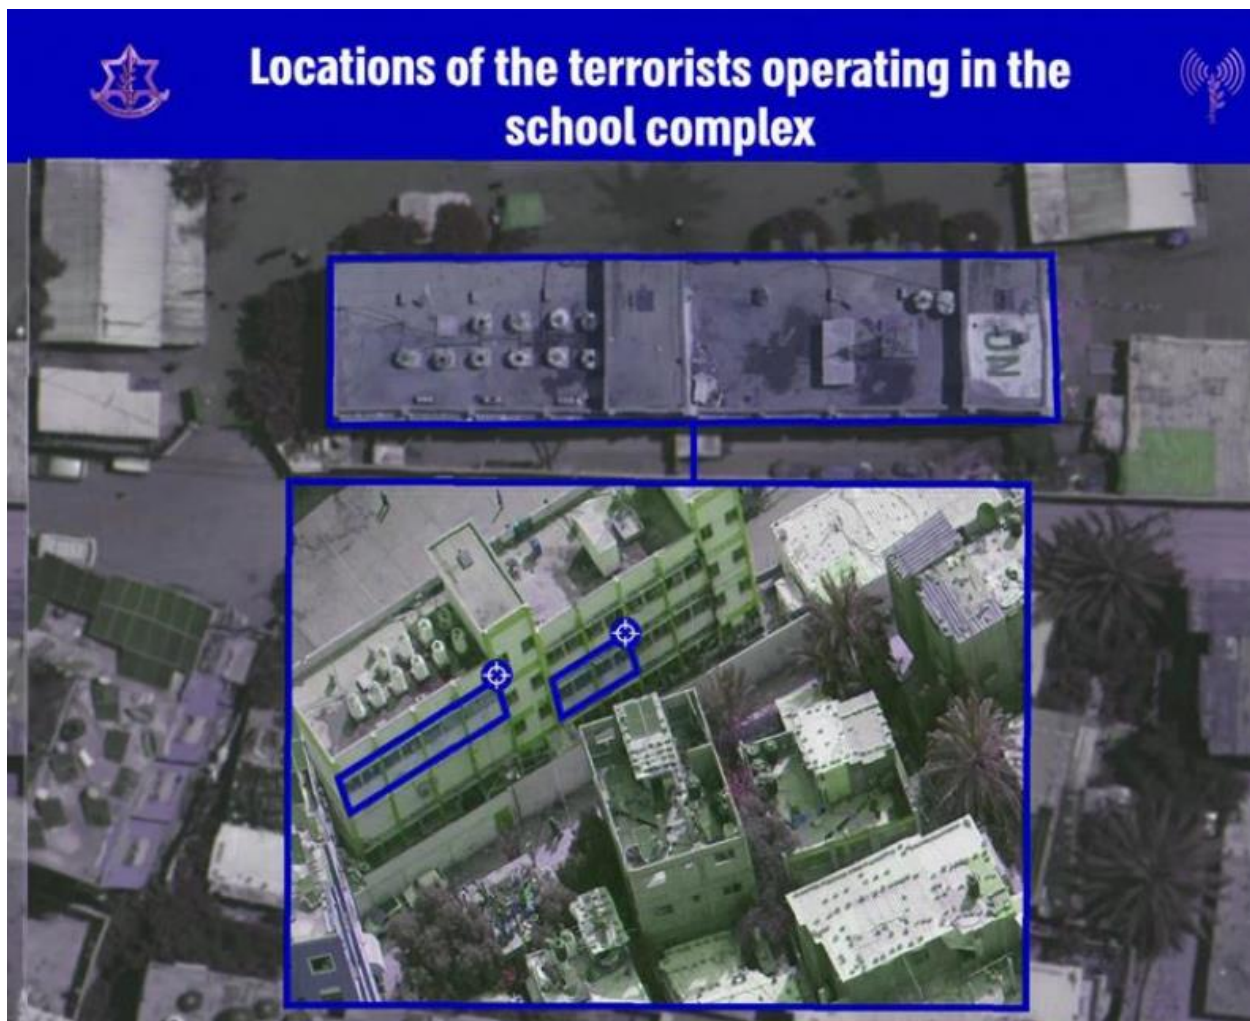 Locations of the terrorists operating in the
school complex
UN